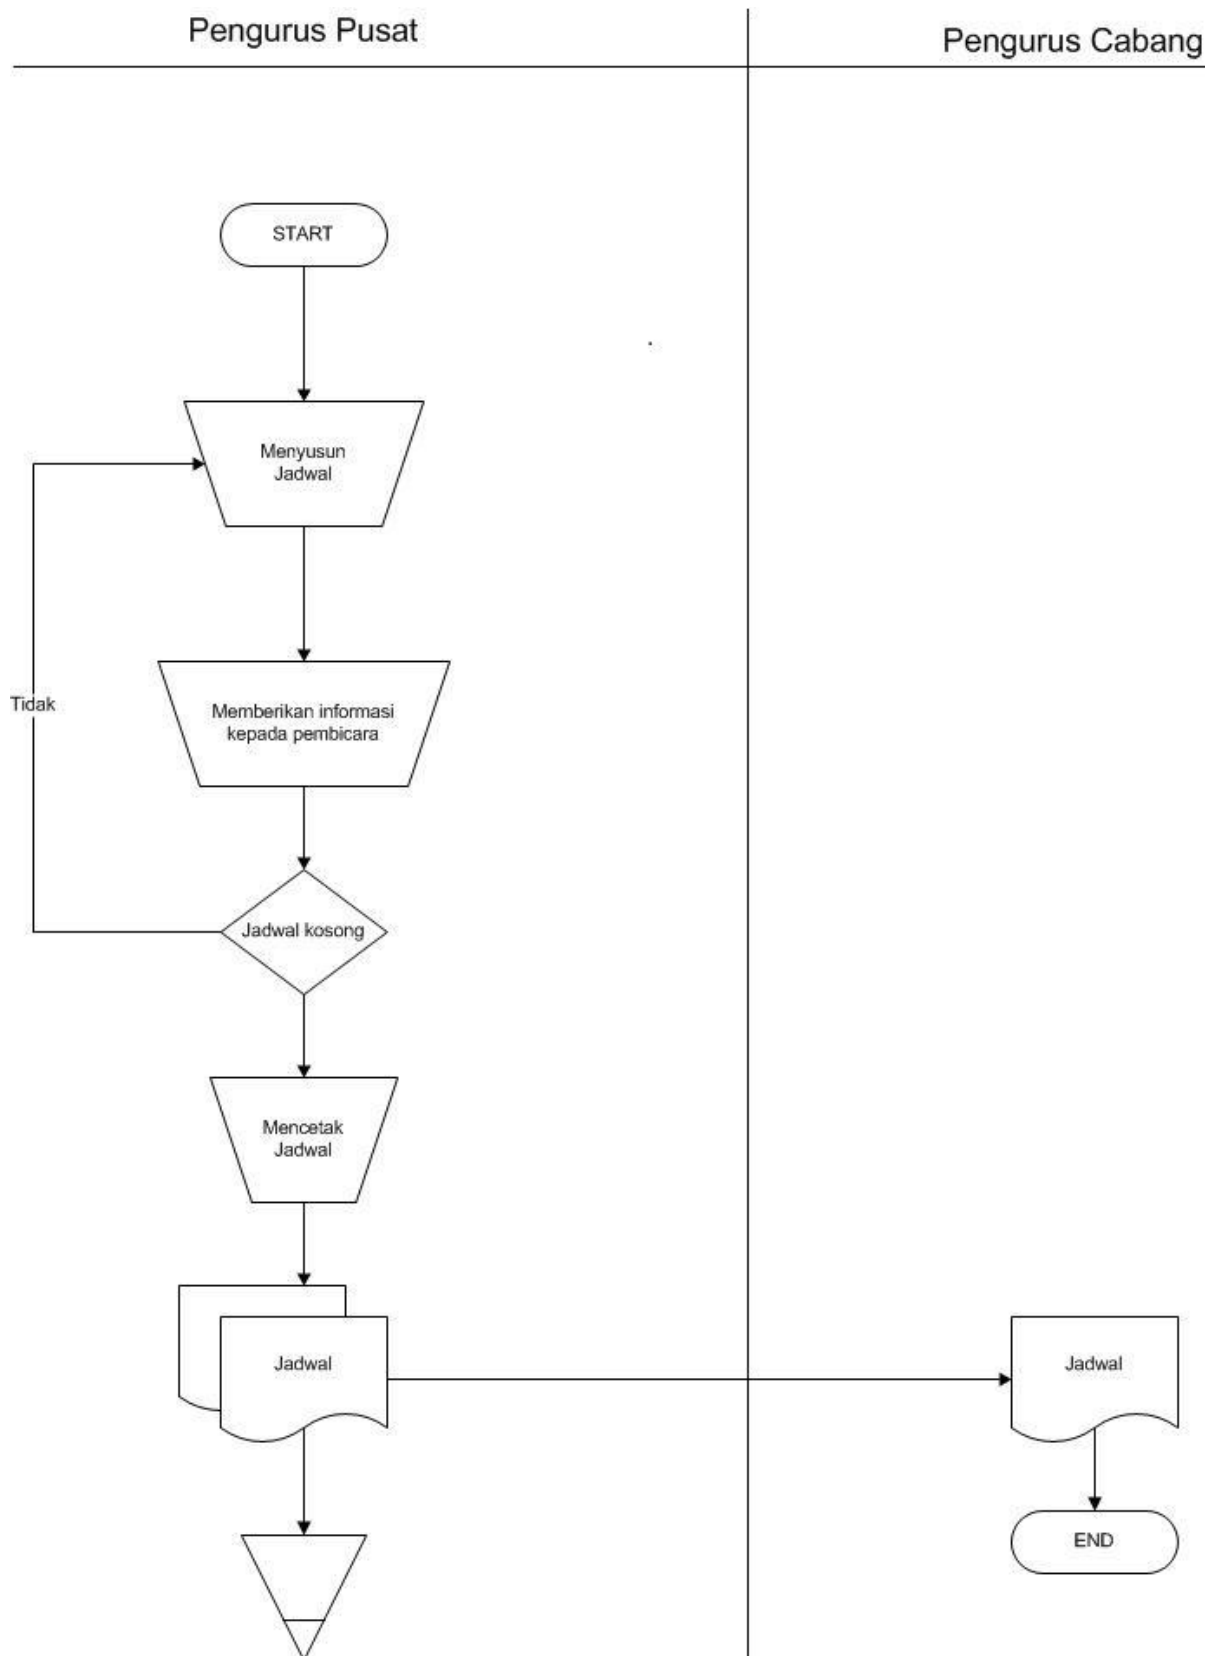 Pengurus Pusat
Pengurus Cabang
START
Menyusun
Jadwal
Tidak
Memberikan informasi
kepada pembicara
Jadwal kosong
Mencetak
Jadwal
Jadwal
Jadwal
END